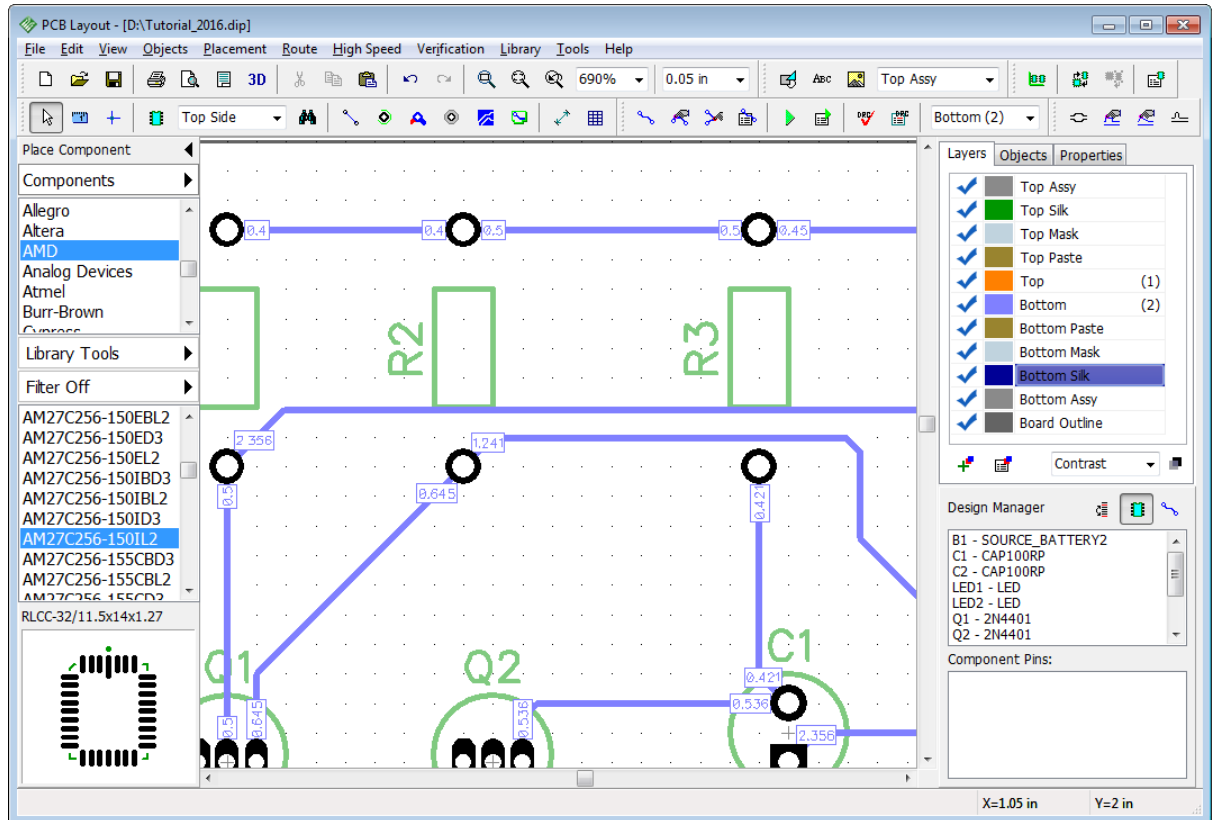 PCB Layout - [D:\Tutorial_2016.dip]
File Edit View Objects Placement Route High Speed Verification Library Tools Help
3D 690% 0.05 in ABC Top Assy
Top Side DRC DRC Bottom (2)
Place Component
Components
Allegro
Altera
AMD
Analog Devices
Atmel
Burr-Brown
Cypress
Library Tools
Filter Off
AM27C256-150EBL2
AM27C256-150ED3
AM27C256-150EL2
AM27C256-150IBD3
AM27C256-150IBL2
AM27C256-150ID3
AM27C256-150IL2
AM27C256-155CBD3
AM27C256-155CBL2
AM27C256-155CD3
RLCC-32/11.5x14x1.27
0.4 0.4 0.5 0.5 0.45
R2 R3
2.356 1.241
0.5 0.645 0.421
Q1 Q2 C1
0.421
0.5 0.645 0.536 0.536
2.356
Layers Objects Properties
Top Assy
Top Silk
Top Mask
Top Paste
Top (1)
Bottom (2)
Bottom Paste
Bottom Mask
Bottom Silk
Bottom Assy
Board Outline
Contrast
Design Manager
B1 - SOURCE_BATTERY2
C1 - CAP100RP
C2 - CAP100RP
LED1 - LED
LED2 - LED
Q1 - 2N4401
Q2 - 2N4401
Component Pins:
X=1.05 in Y=2 in